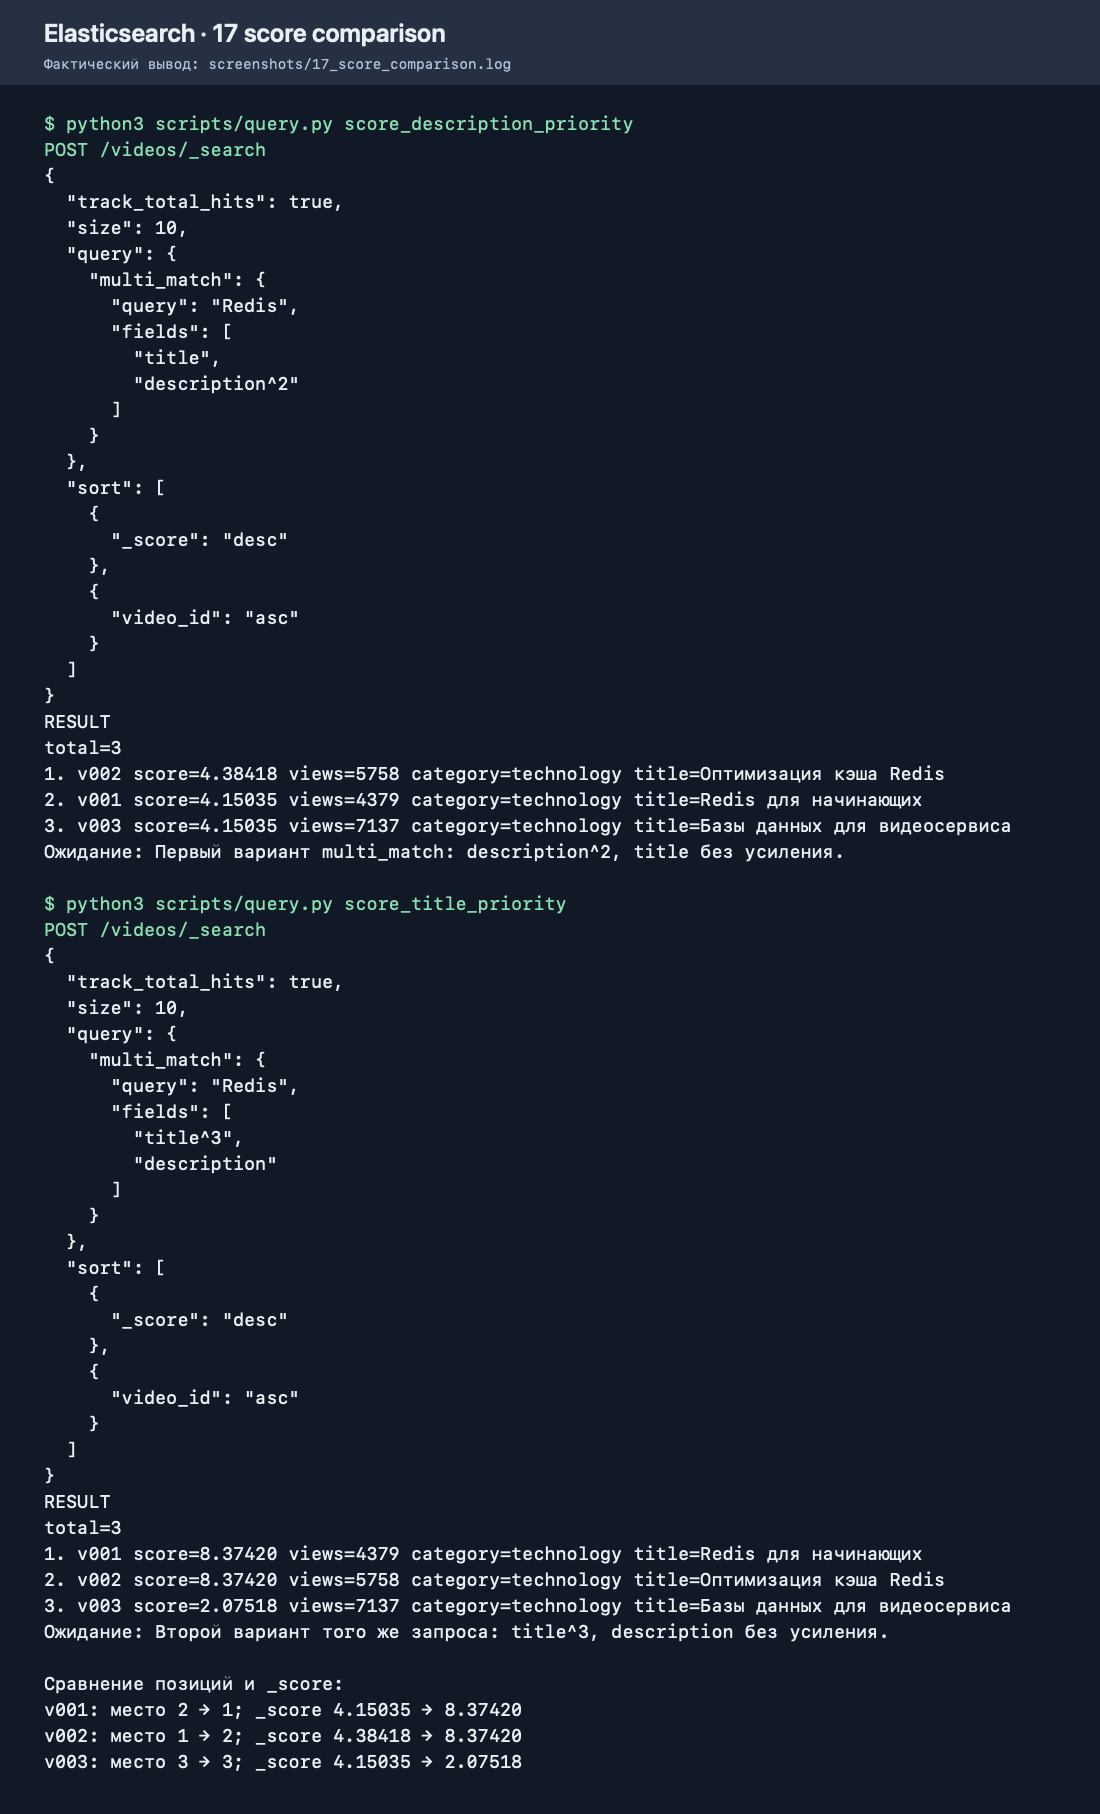 Elasticsearch · 17 score comparison
Фактический вывод: screenshots/17_score_comparison.log
$ python3 scripts/query.py score_description_priority
POST /videos/_search
{
  "track_total_hits": true,
  "size": 10,
  "query": {
    "multi_match": {
      "query": "Redis",
      "fields": [
        "title",
        "description^2"
      ]
    }
  },
  "sort": [
    {
      "_score": "desc"
    },
    {
      "video_id": "asc"
    }
  ]
}
RESULT
total=3
1. v002 score=4.38418 views=5758 category=technology title=Оптимизация кэша Redis
2. v001 score=4.15035 views=4379 category=technology title=Redis для начинающих
3. v003 score=4.15035 views=7137 category=technology title=Базы данных для видеосервиса
Ожидание: Первый вариант multi_match: description^2, title без усиления.
$ python3 scripts/query.py score_title_priority
POST /videos/_search
{
  "track_total_hits": true,
  "size": 10,
  "query": {
    "multi_match": {
      "query": "Redis",
      "fields": [
        "title^3",
        "description"
      ]
    }
  },
  "sort": [
    {
      "_score": "desc"
    },
    {
      "video_id": "asc"
    }
  ]
}
RESULT
total=3
1. v001 score=8.37420 views=4379 category=technology title=Redis для начинающих
2. v002 score=8.37420 views=5758 category=technology title=Оптимизация кэша Redis
3. v003 score=2.07518 views=7137 category=technology title=Базы данных для видеосервиса
Ожидание: Второй вариант того же запроса: title^3, description без усиления.
Сравнение позиций и _score:
v001: место 2 → 1; _score 4.15035 → 8.37420
v002: место 1 → 2; _score 4.38418 → 8.37420
v003: место 3 → 3; _score 4.15035 → 2.07518